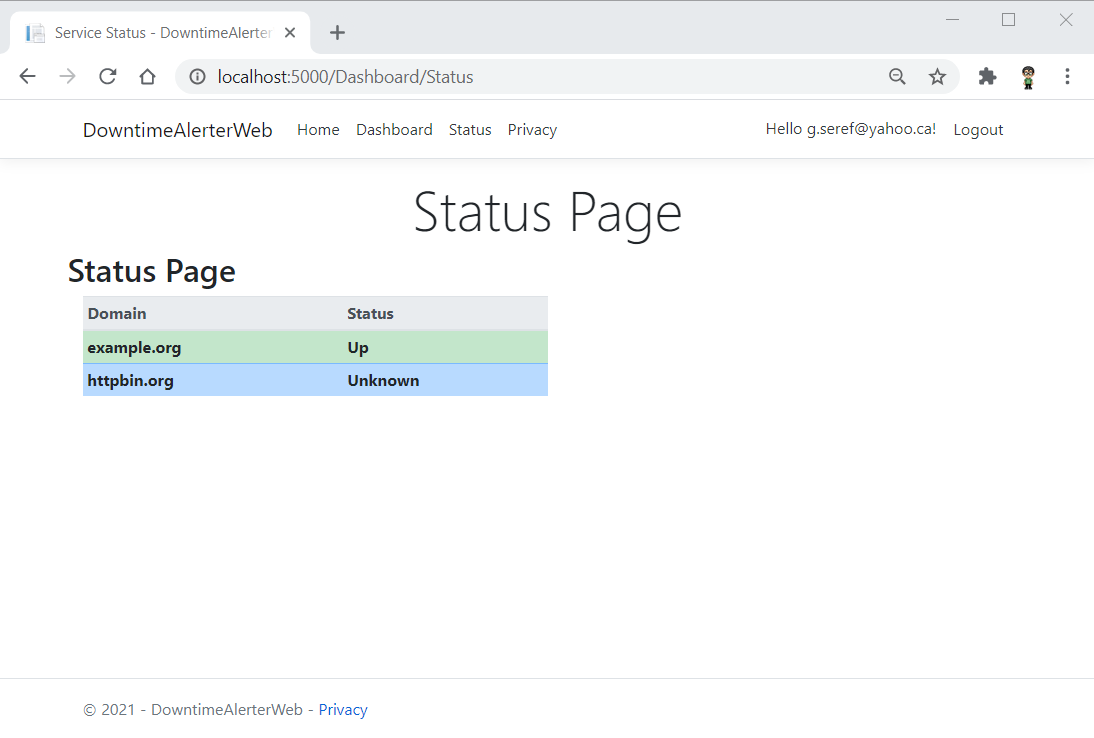 Service Status - DowntimeAlerter
localhost:5000/Dashboard/Status
DowntimeAlerterWeb Home Dashboard Status Privacy Hello g.seref@yahoo.ca! Logout
Status Page
Status Page
Domain Status
example.org Up
httpbin.org Unknown
© 2021 - DowntimeAlerterWeb - Privacy